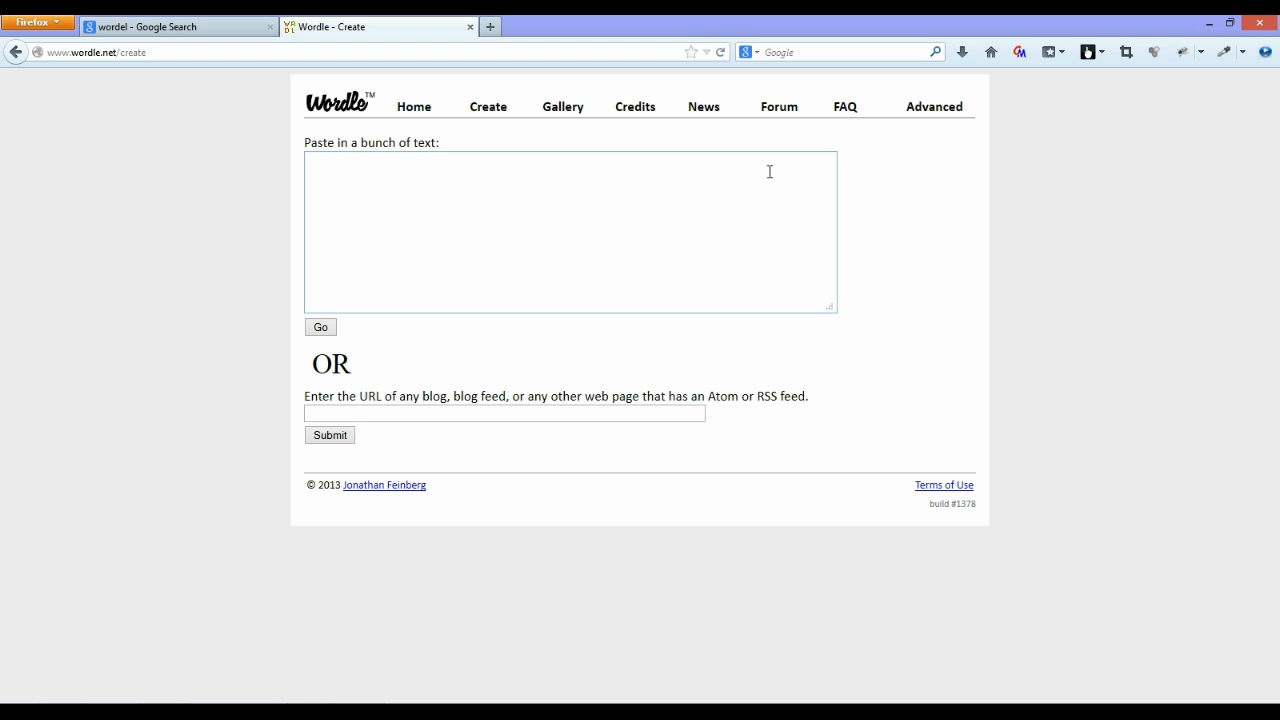 Firefox
wordel - Google Search
Wordle - Create
www.wordle.net/create
Google
Wordle™
Home
Create
Gallery
Credits
News
Forum
FAQ
Advanced
Paste in a bunch of text:
Go
OR
Enter the URL of any blog, blog feed, or any other web page that has an Atom or RSS feed.
Submit
© 2013 Jonathan Feinberg
Terms of Use
build #1378